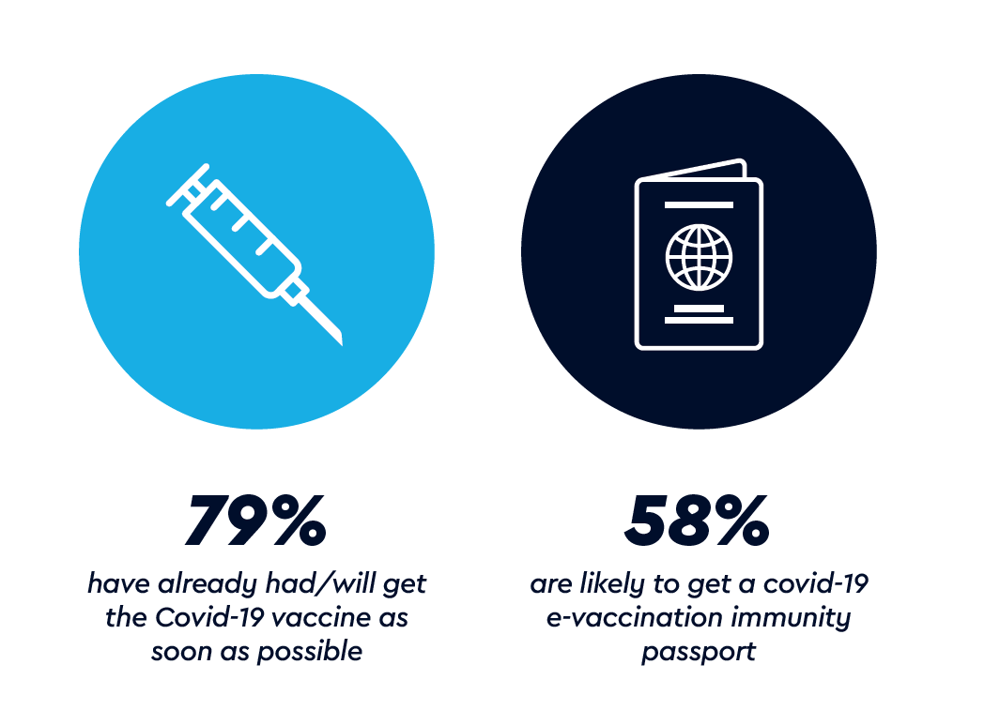 79%
have already had/will get
the Covid-19 vaccine as
soon as possible
58%
are likely to get a covid-19
e-vaccination immunity
passport